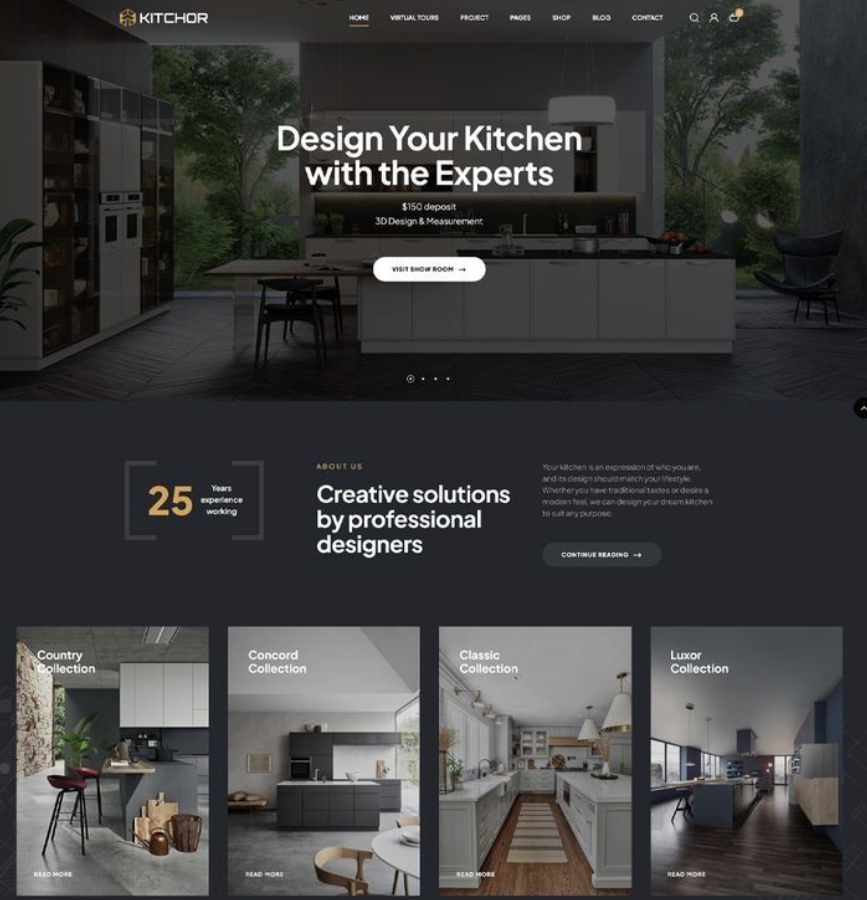 KITCHOR
HOME VIRTUAL TOURS PROJECT PAGES SHOP BLOG CONTACT
Design Your Kitchen
with the Experts
$150 deposit
3D Design & Measurement
VISIT SHOW ROOM →
25
Years
experience
working
ABOUT US
Creative solutions
by professional
designers
Your kitchen is an expression of who you are,
and its design should match your lifestyle.
Whether you have traditional tastes or desire a
modern feel, we can design your dream kitchen
to suit any purpose.
CONTINUE READING →
Country
Collection
READ MORE
Concord
Collection
READ MORE
Classic
Collection
READ MORE
Luxor
Collection
READ MORE